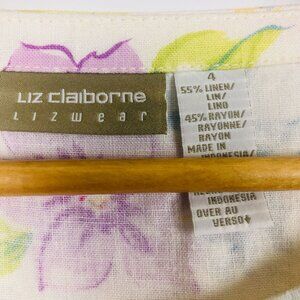 LIZ CLAIBORNE
LIZWEAR
4
55% LINEN/
LIN/
LINO
45% RAYON/
RAYONNE/
RAYON
MADE IN
INDONESIA/
INDONESIA
OVER AU
VERSO↓